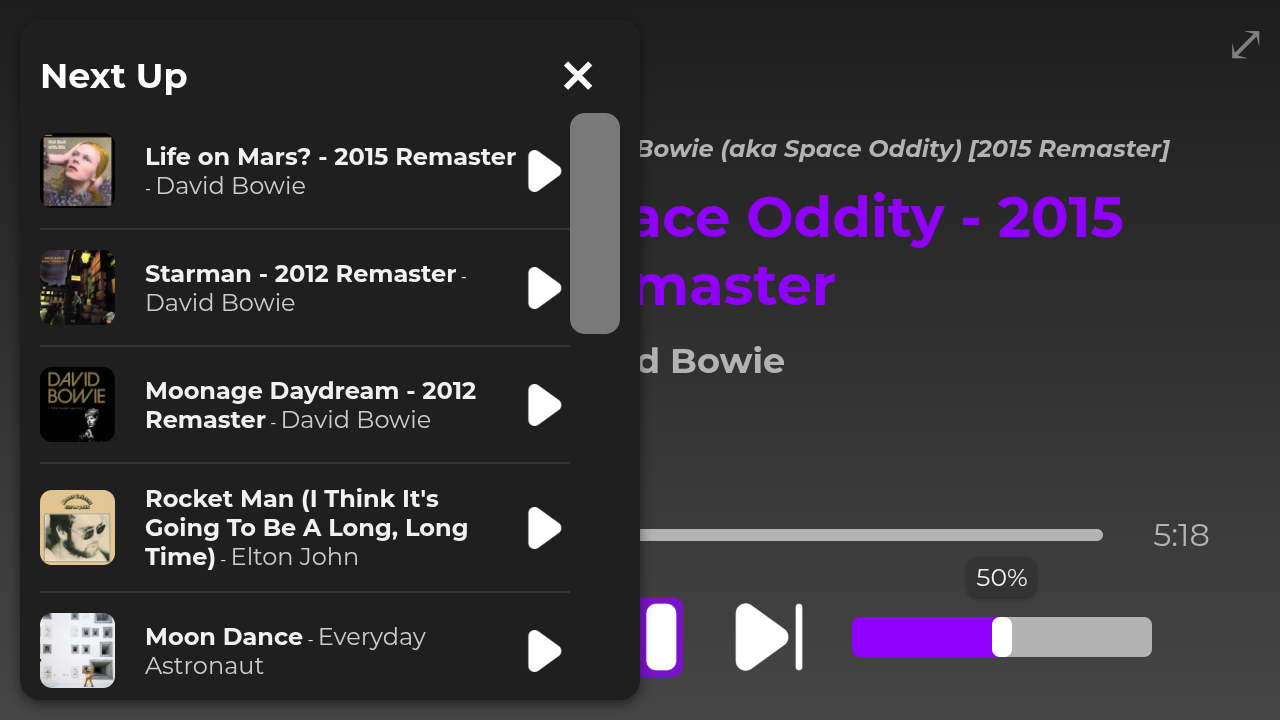 Next Up
Life on Mars? - 2015 Remaster
- David Bowie
Starman - 2012 Remaster -
David Bowie
DAVID
BOWIE
Moonage Daydream - 2012
Remaster - David Bowie
Rocket Man (I Think It's
Going To Be A Long, Long
Time) - Elton John
Moon Dance - Everyday
Astronaut
Bowie (aka Space Oddity) [2015 Remaster]
ace Oddity - 2015
master
d Bowie
5:18
50%